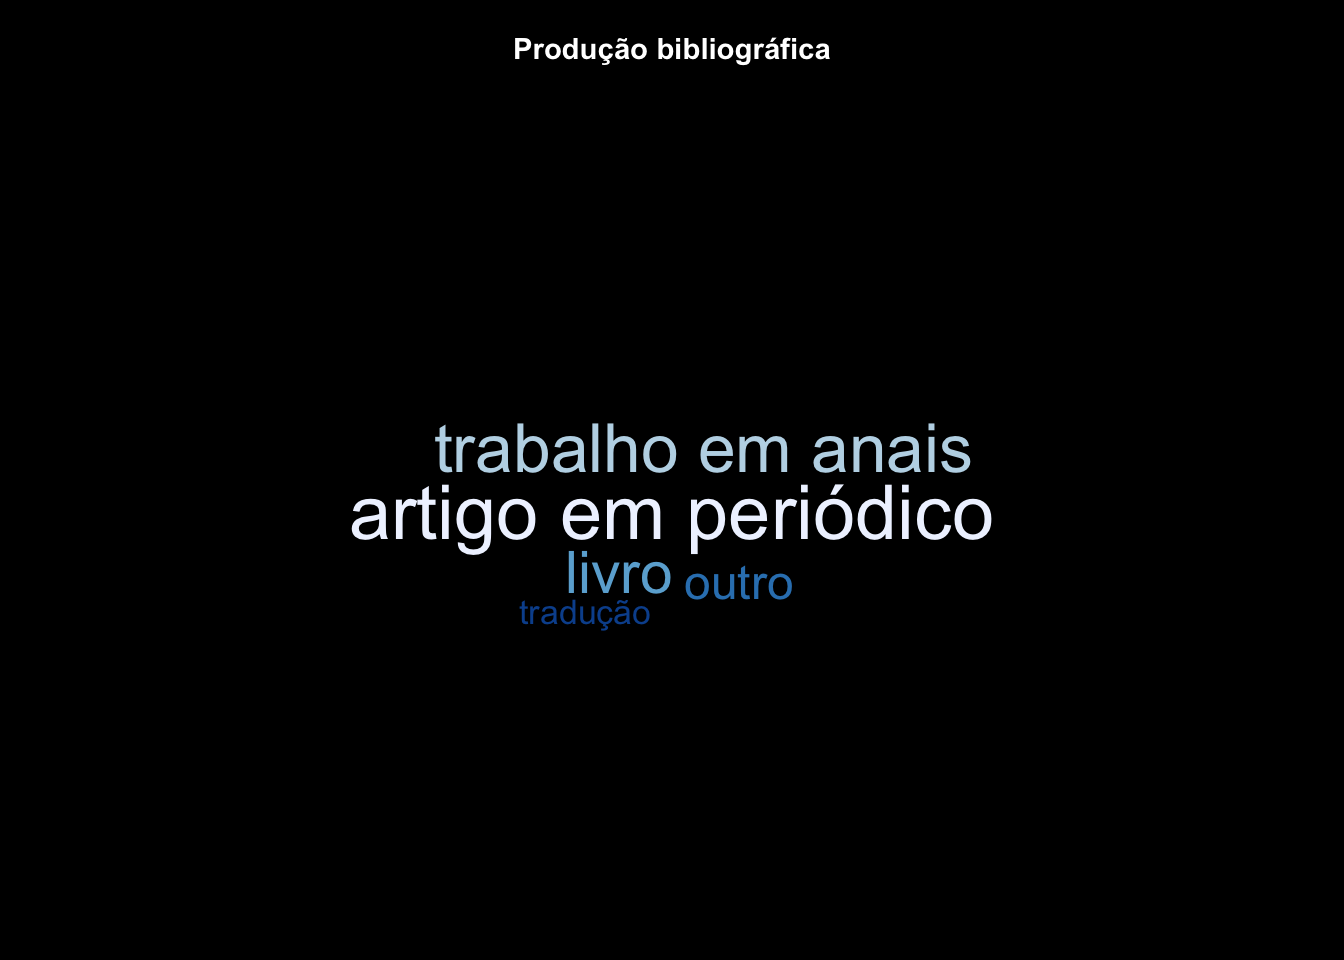 Produção bibliográfica
trabalho em anais
artigo em periódico
livro outro
tradução